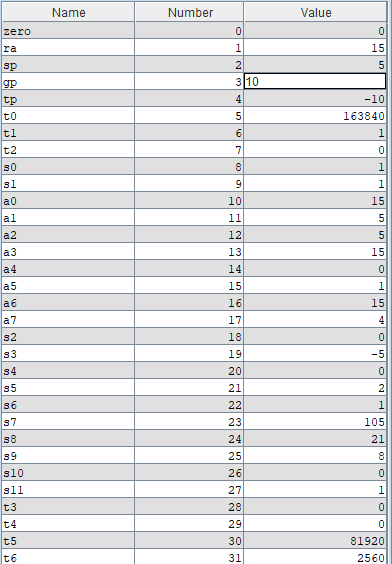 Name Number Value
zero 0 0
ra 1 15
sp 2 5
gp 3 10
tp 4 -10
t0 5 163840
t1 6 1
t2 7 0
s0 8 1
s1 9 1
a0 10 15
a1 11 5
a2 12 5
a3 13 15
a4 14 0
a5 15 1
a6 16 15
a7 17 4
s2 18 0
s3 19 -5
s4 20 0
s5 21 2
s6 22 1
s7 23 105
s8 24 21
s9 25 8
s10 26 0
s11 27 1
t3 28 0
t4 29 0
t5 30 81920
t6 31 2560